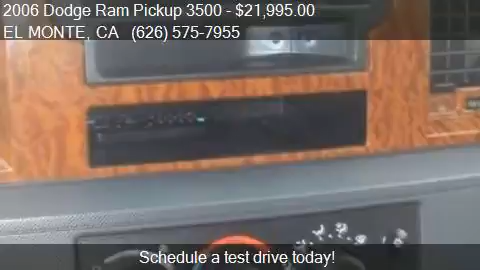 2006 Dodge Ram Pickup 3500 - $21,995.00
EL MONTE, CA (626) 575-7955
Schedule a test drive today!